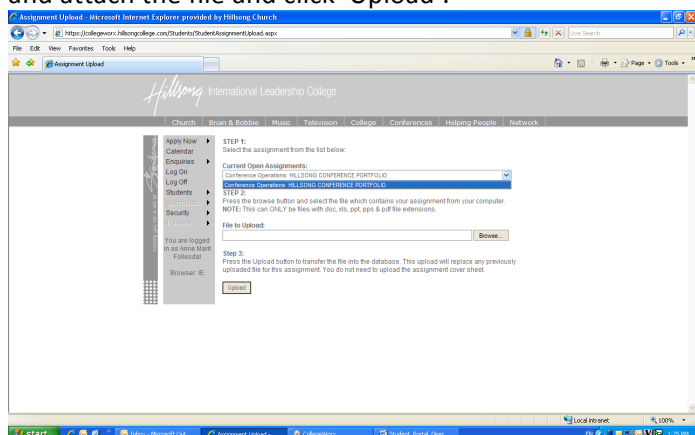 and attach the file and click 'Upload'.
Assignment Upload - Microsoft Internet Explorer provided by Hillsong Church
https://collegeworx.hillsongcollege.com/Students/StudentAssignmentUpload.aspx
Live Search
File Edit View Favorites Tools Help
Assignment Upload
Page Tools
Hillsong International Leadership College
Church Brian & Bobbie Music Television College Conferences Helping People Network
Apply Now
Calendar
Enquiries
Log On
Log Off
Students
Security
You are logged
in as Anne Marit
Follesdal
Browser: IE
STEP 1:
Select the assignment from the list below:
Current Open Assignments:
Conference Operations: HILLSONG CONFERENCE PORTFOLIO
Conference Operations: HILLSONG CONFERENCE PORTFOLIO
STEP 2:
Press the browse button and select the file which contains your assignment from your computer.
NOTE: This can ONLY be files with doc, xls, ppt, pps & pdf file extensions.
File to Upload:
Browse...
Step 3:
Press the Upload button to transfer the file into the database. This upload will replace any previously
uploaded file for this assignment. You do not need to upload the assignment cover sheet.
Upload
Local intranet 100%
start Inbox - Microsoft Out... Assignment Upload - ... CollegeWorx